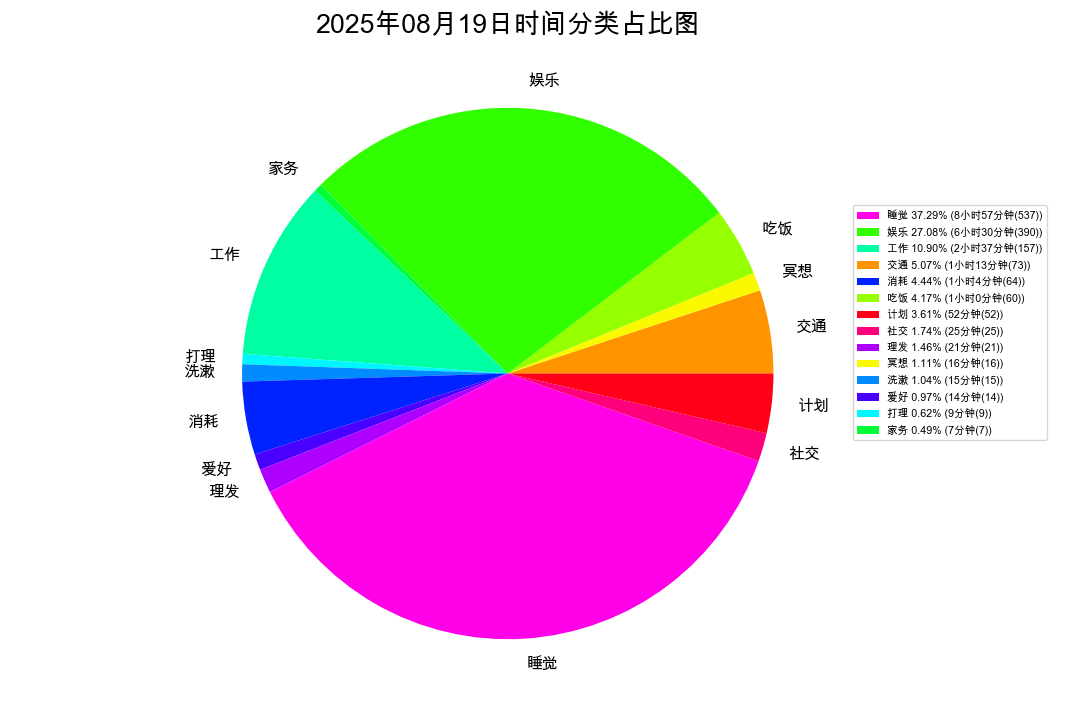 2025年08月19日时间分类占比图
娱乐
家务
吃饭
工作
冥想
交通
打理
洗漱
计划
消耗
社交
爱好
理发
睡觉
睡觉 37.29% (8小时57分钟(537))
娱乐 27.08% (6小时30分钟(390))
工作 10.90% (2小时37分钟(157))
交通 5.07% (1小时13分钟(73))
消耗 4.44% (1小时4分钟(64))
吃饭 4.17% (1小时0分钟(60))
计划 3.61% (52分钟(52))
社交 1.74% (25分钟(25))
理发 1.46% (21分钟(21))
冥想 1.11% (16分钟(16))
洗漱 1.04% (15分钟(15))
爱好 0.97% (14分钟(14))
打理 0.62% (9分钟(9))
家务 0.49% (7分钟(7))